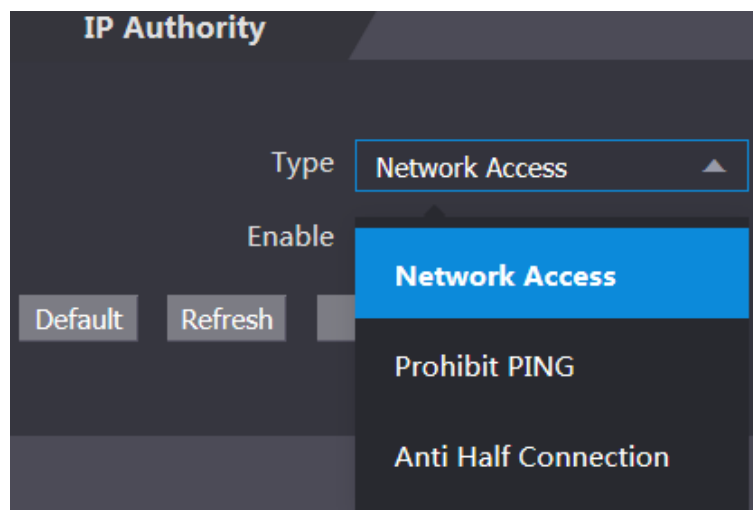 IP Authority
Type Network Access
Enable
Network Access
Default Refresh
Prohibit PING
Anti Half Connection